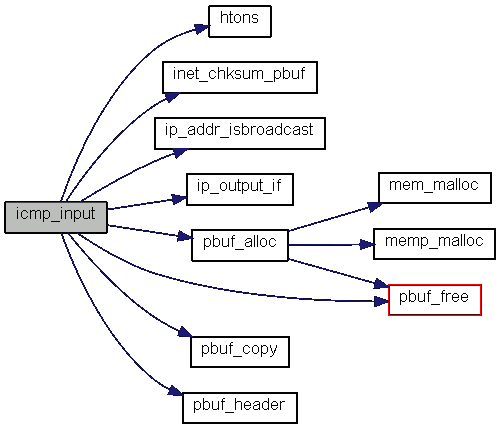 htons
inet_chksum_pbuf
ip_addr_isbroadcast
ip_output_if
mem_malloc
icmp_input
pbuf_alloc
memp_malloc
pbuf_free
pbuf_copy
pbuf_header